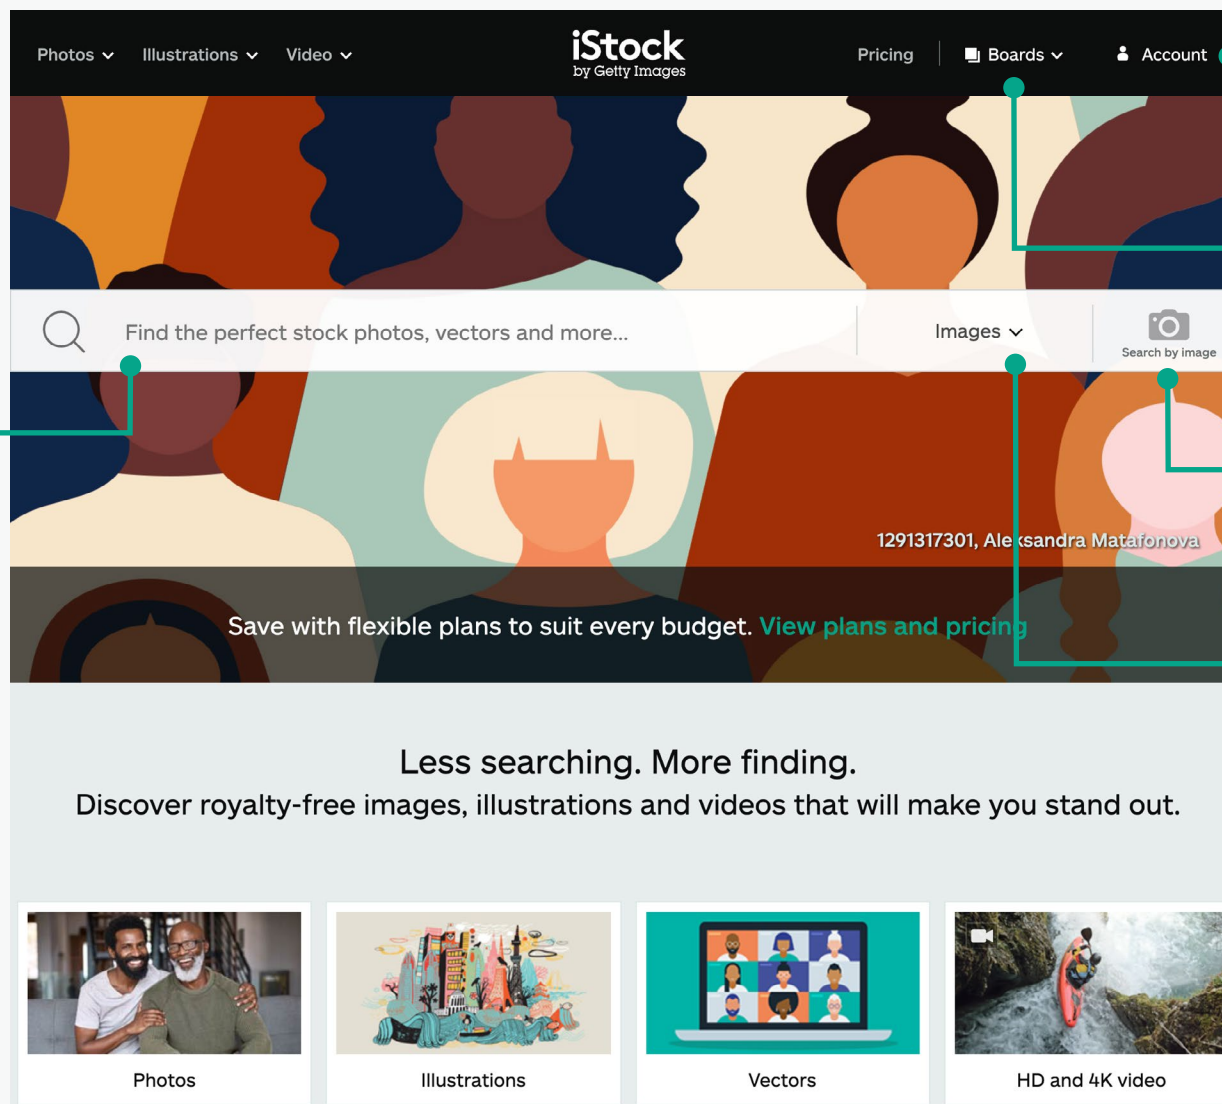 Photos
Illustrations
Video
iStock
by Getty Images
Pricing
Boards
Account
Find the perfect stock photos, vectors and more...
Images
Search by image
1291317301, Aleksandra Matafonova
Save with flexible plans to suit every budget. View plans and pricing
Less searching. More finding.
Discover royalty-free images, illustrations and videos that will make you stand out.
Photos
Illustrations
Vectors
HD and 4K video